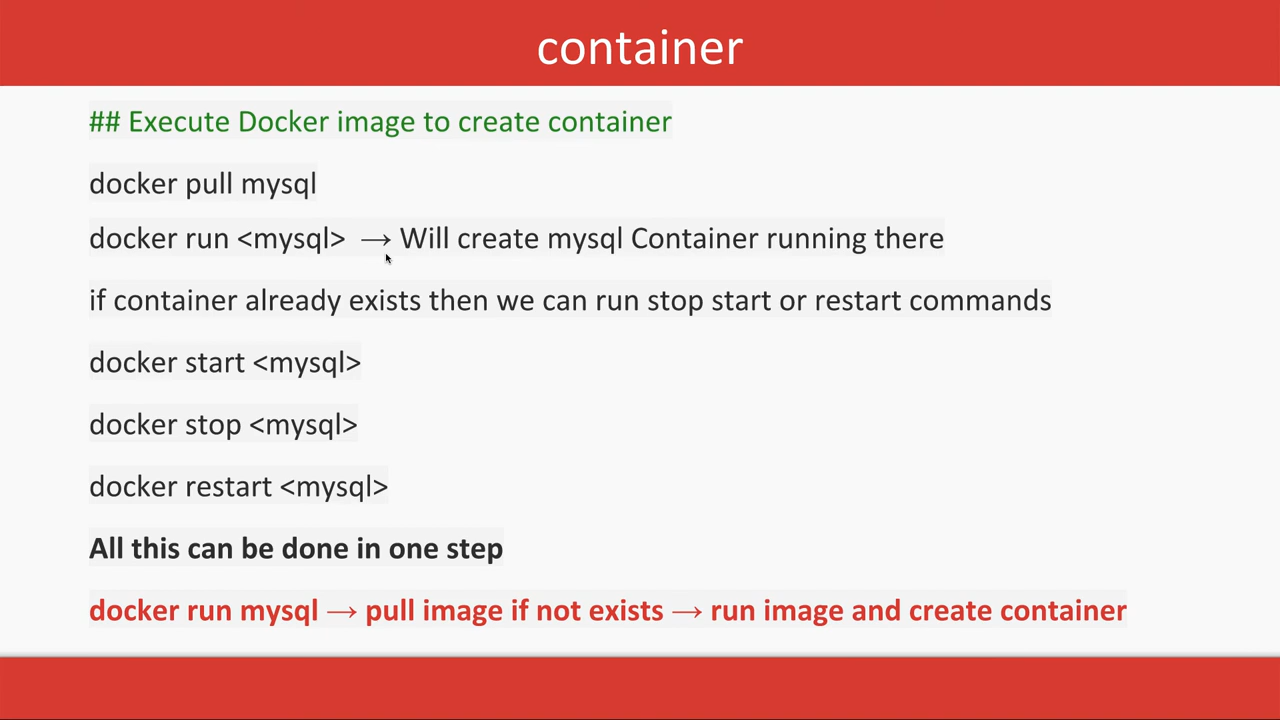 container
## Execute Docker image to create container
docker pull mysql
docker run <mysql> → Will create mysql Container running there
if container already exists then we can run stop start or restart commands
docker start <mysql>
docker stop <mysql>
docker restart <mysql>
All this can be done in one step
docker run mysql → pull image if not exists → run image and create container